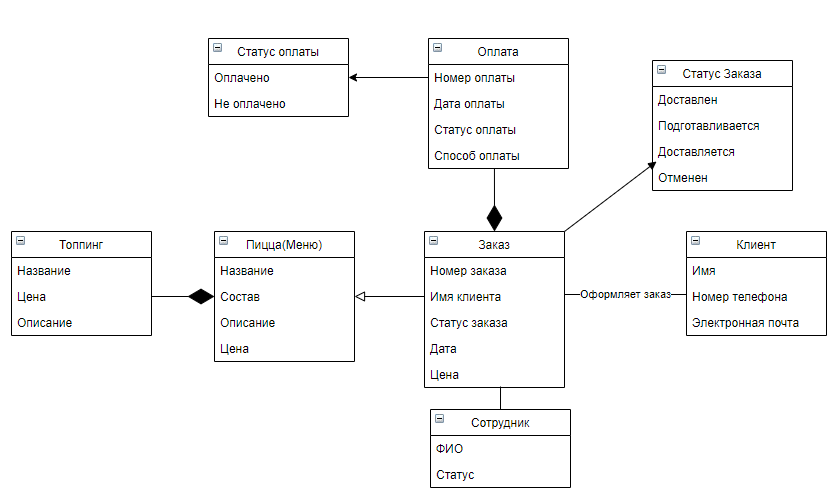 Статус оплаты
Оплачено
Не оплачено
Оплата
Номер оплаты
Дата оплаты
Статус оплаты
Способ оплаты
Статус Заказа
Доставлен
Подготавливается
Доставляется
Отменен
Топпинг
Название
Цена
Описание
Пицца(Меню)
Название
Состав
Описание
Цена
Заказ
Номер заказа
Имя клиента
Статус заказа
Дата
Цена
Оформляет заказ
Клиент
Имя
Номер телефона
Электронная почта
Сотрудник
ФИО
Статус